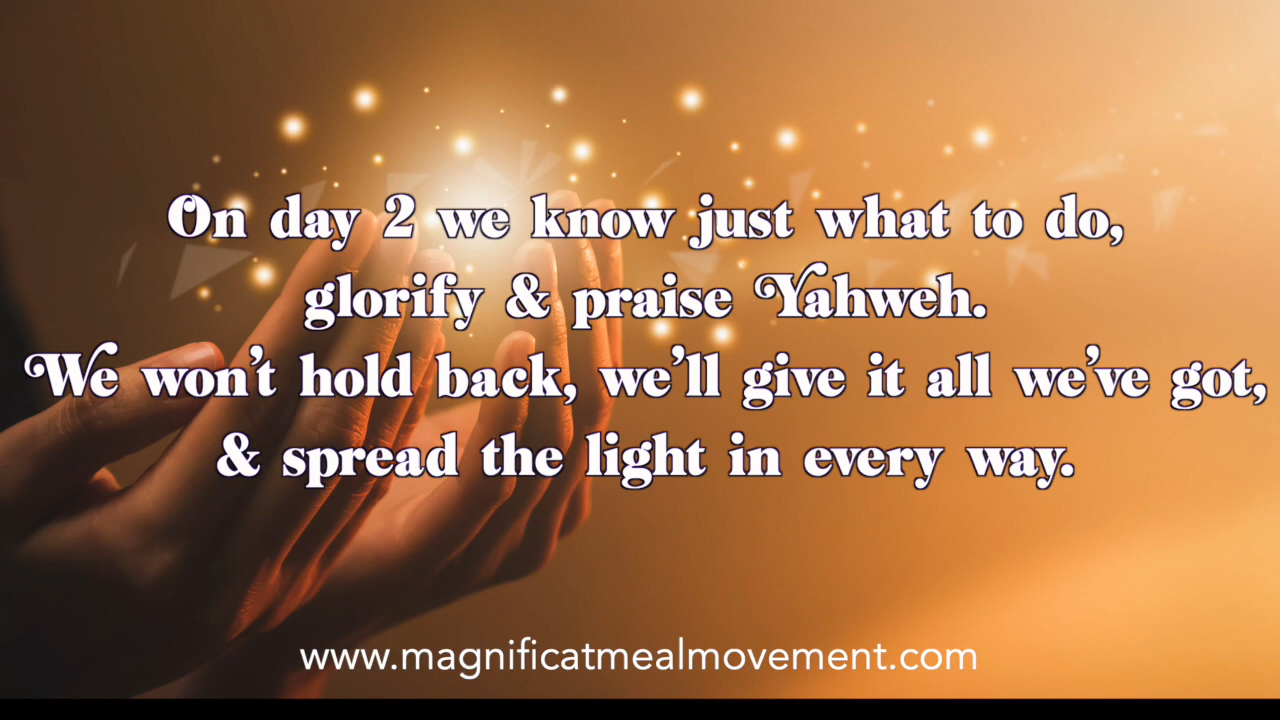 On day 2 we know just what to do,
glorify & praise Yahweh.
We won't hold back, we'll give it all we've got,
& spread the light in every way.
www.magnificatmealmovement.com